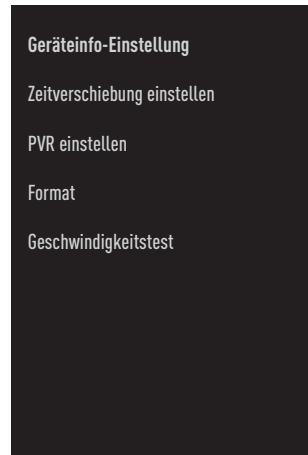 Geräteinfo-Einstellung
Zeitverschiebung einstellen
PVR einstellen
Format
Geschwindigkeitstest